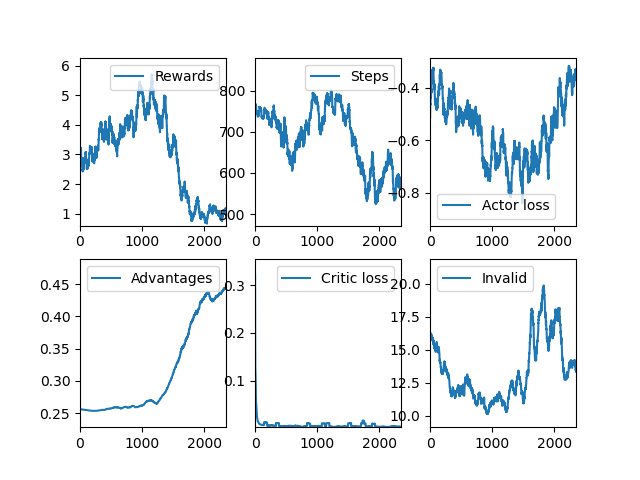 Rewards
6
5
4
3
2
1
0 1000 2000
Steps
800
700
600
500
0 1000 2000
Actor loss
−0.4
−0.6
−0.8
0 1000 2000
Advantages
0.45
0.40
0.35
0.30
0.25
0 1000 2000
Critic loss
0.3
0.2
0.1
0 1000 2000
Invalid
20.0
17.5
15.0
12.5
10.0
0 1000 2000